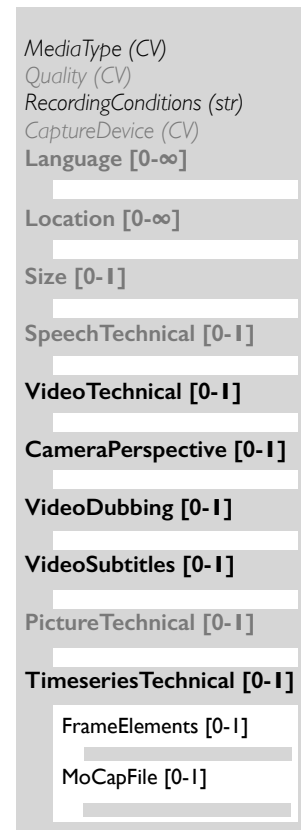 MediaType (CV)
Quality (CV)
RecordingConditions (str)
CaptureDevice (CV)
Language [0-∞]
Location [0-∞]
Size [0-1]
SpeechTechnical [0-1]
VideoTechnical [0-1]
CameraPerspective [0-1]
VideoDubbing [0-1]
VideoSubtitles [0-1]
PictureTechnical [0-1]
TimeseriesTechnical [0-1]
FrameElements [0-1]
MoCapFile [0-1]